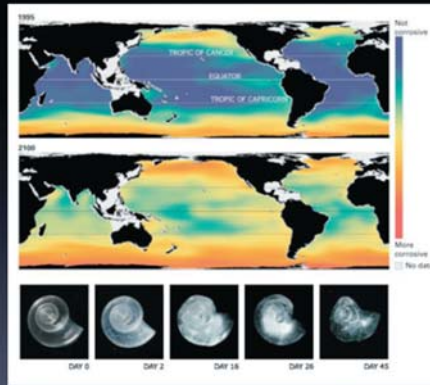 1995
Not
corrosive
TROPIC OF CANCER
EQUATOR
TROPIC OF CAPRICORN
2100
More
corrosive
No data
DAY 0
DAY 2
DAY 16
DAY 26
DAY 45